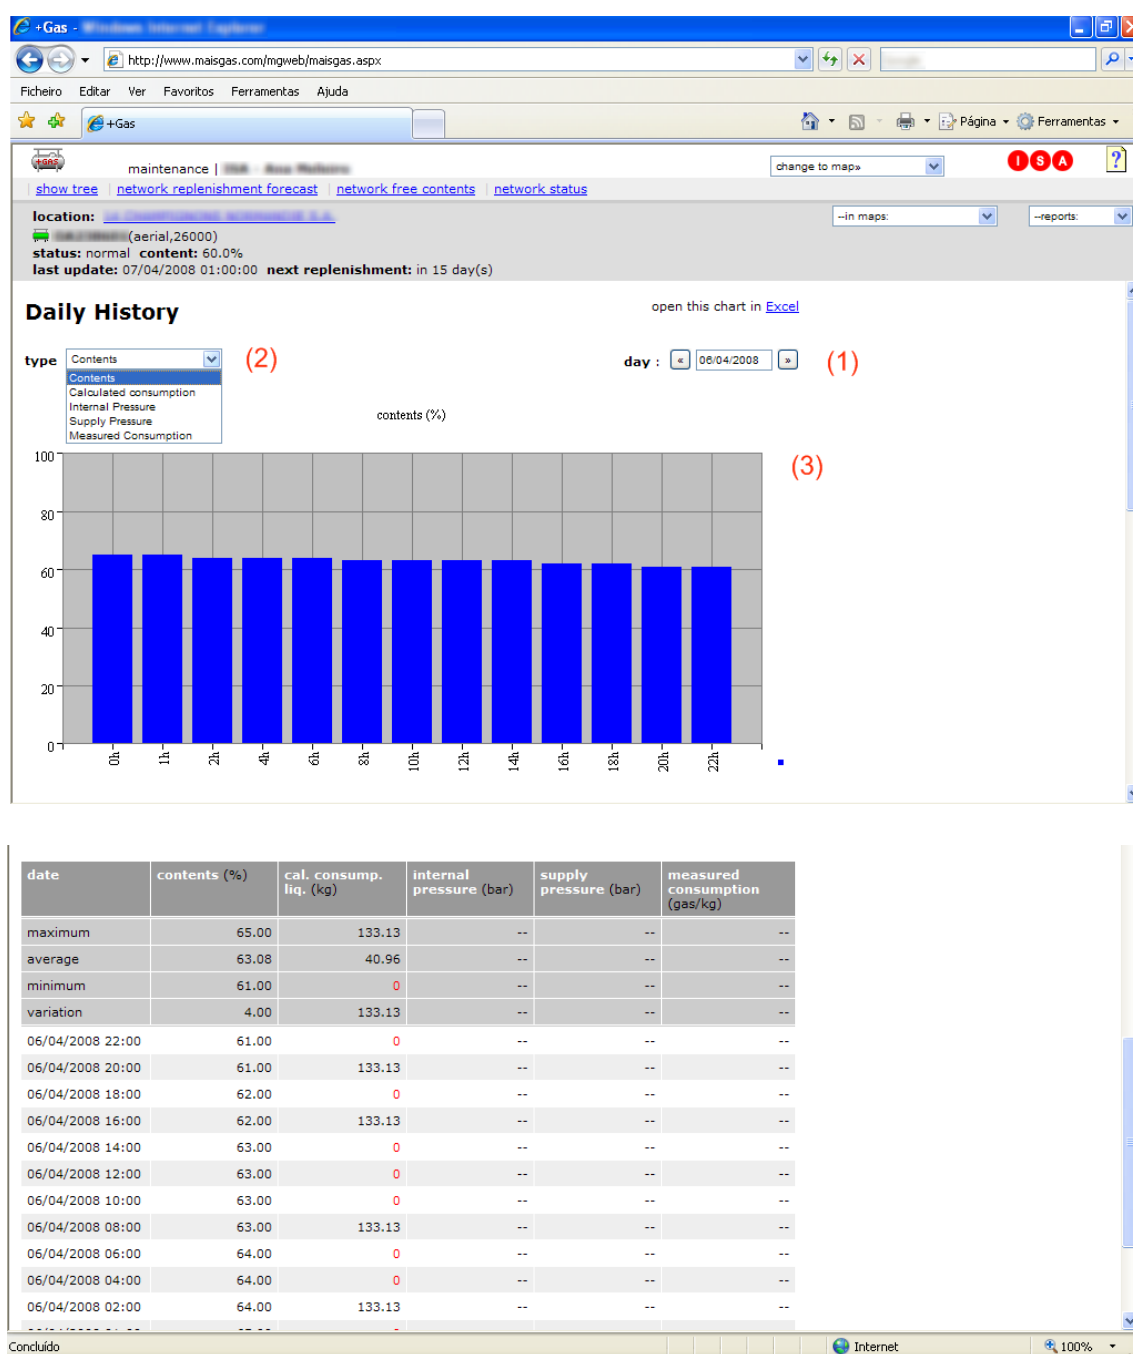 +Gas -
http://www.maisgas.com/mgweb/maisgas.aspx
Ficheiro Editar Ver Favoritos Ferramentas Ajuda
+Gas
Página Ferramentas
+GAS
maintenance |
change to map»
I S A
?
show tree | network replenishment forecast | network free contents | network status
location:
--in maps:
--reports:
(aerial,26000)
status: normal content: 60.0%
last update: 07/04/2008 01:00:00 next replenishment: in 15 day(s)
Daily History
open this chart in Excel
type Contents
(2)
day : « 06/04/2008 »
(1)
Contents
Calculated consumption
Internal Pressure
Supply Pressure
Measured Consumption
contents (%)
(3)
100
80
60
40
20
0
0h 1h 2h 4h 6h 8h 10h 12h 14h 16h 18h 20h 22h
date contents (%) cal. consump. liq. (kg) internal pressure (bar) supply pressure (bar) measured consumption (gas/kg)
maximum 65.00 133.13 -- -- --
average 63.08 40.96 -- -- --
minimum 61.00 0 -- -- --
variation 4.00 133.13 -- -- --
06/04/2008 22:00 61.00 0 -- -- --
06/04/2008 20:00 61.00 133.13 -- -- --
06/04/2008 18:00 62.00 0 -- -- --
06/04/2008 16:00 62.00 133.13 -- -- --
06/04/2008 14:00 63.00 0 -- -- --
06/04/2008 12:00 63.00 0 -- -- --
06/04/2008 10:00 63.00 0 -- -- --
06/04/2008 08:00 63.00 133.13 -- -- --
06/04/2008 06:00 64.00 0 -- -- --
06/04/2008 04:00 64.00 0 -- -- --
06/04/2008 02:00 64.00 133.13 -- -- --
Concluído
Internet
100%